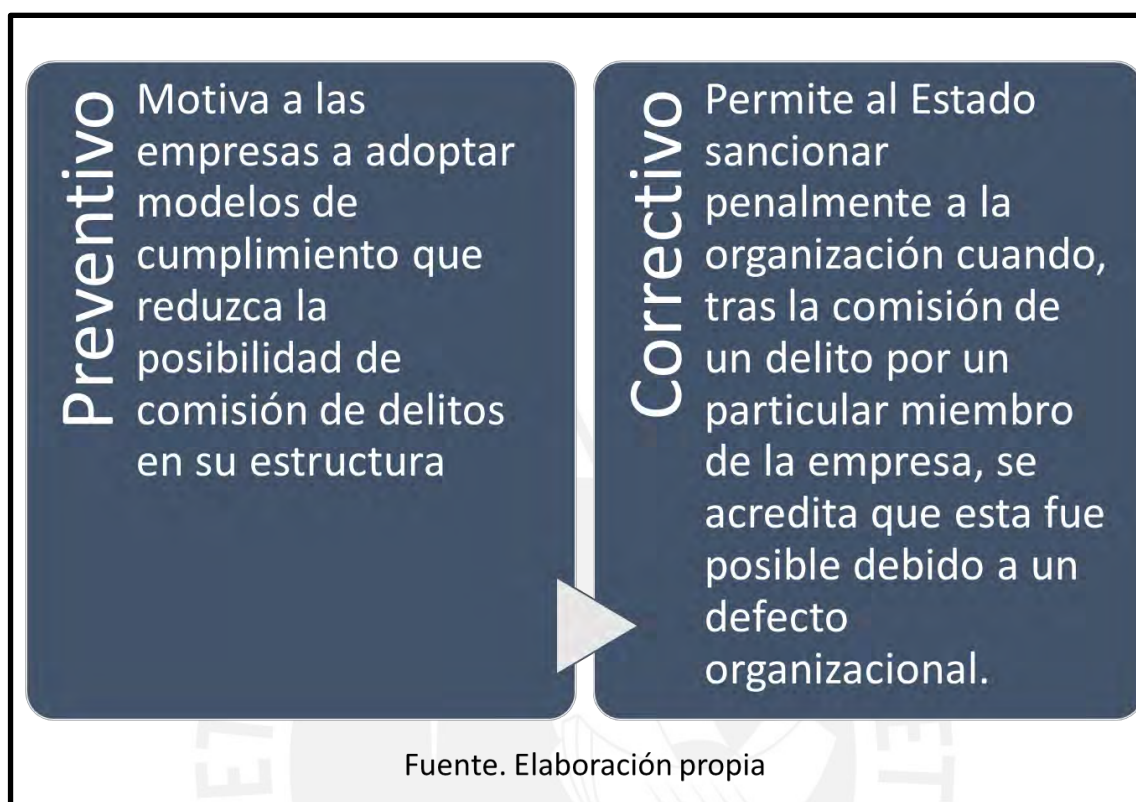 Preventivo
Motiva a las
empresas a adoptar
modelos de
cumplimiento que
reduzca la
posibilidad de
comisión de delitos
en su estructura
Correctivo
Permite al Estado
sancionar
penalmente a la
organización cuando,
tras la comisión de
un delito por un
particular miembro
de la empresa, se
acredita que esta fue
posible debido a un
defecto
organizacional.
ET
ET
Fuente. Elaboración propia